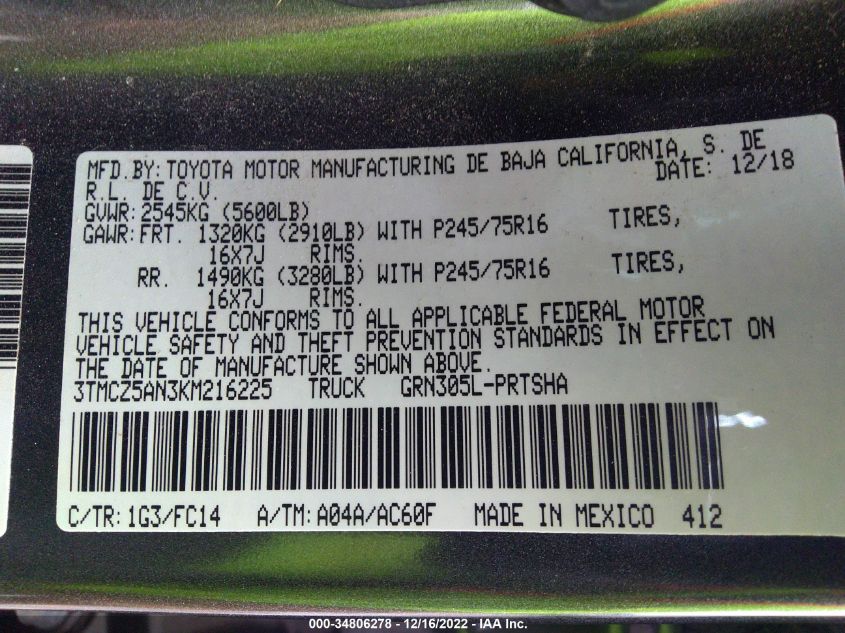 MFD.BY:TOYOTA MOTOR MANUFACTURING DE BAJA CALIFORNIA, S. DE
R.L. DE C.V. DATE: 12/18
GVWR:2545KG (5600LB)
GAWR:FRT. 1320KG (2910LB) WITH P245/75R16 TIRES,
16X7J RIMS.
RR. 1490KG (3280LB) WITH P245/75R16 TIRES,
16X7J RIMS.
THIS VEHICLE CONFORMS TO ALL APPLICABLE FEDERAL MOTOR
VEHICLE SAFETY AND THEFT PREVENTION STANDARDS IN EFFECT ON
THE DATE OF MANUFACTURE SHOWN ABOVE.
3TMCZ5AN3KM216225 TRUCK GRN305L-PRTSHA
C/TR:1G3/FC14 A/TM:A04A/AC60F MADE IN MEXICO 412
000-34806278 - 12/16/2022 - IAA Inc.